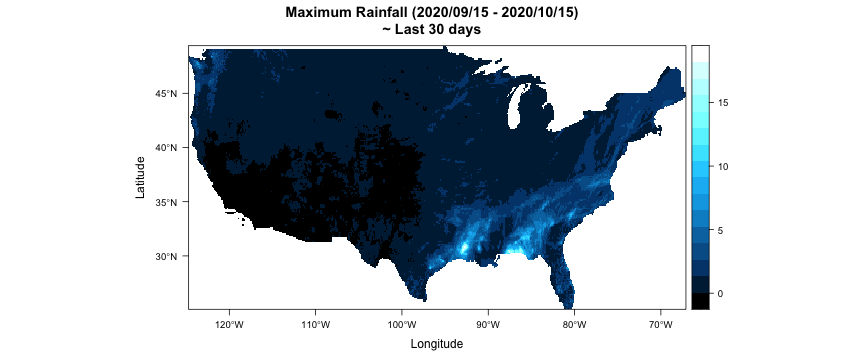 Maximum Rainfall (2020/09/15 - 2020/10/15)
~ Last 30 days
Latitude
45°N
40°N
35°N
30°N
120°W 110°W 100°W 90°W 80°W 70°W
Longitude
15
10
5
0